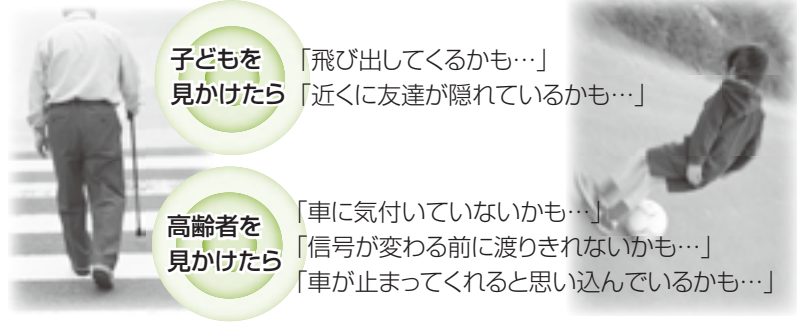 子どもを
見かけたら
「飛び出してくるかも…」
「近くに友達が隠れているかも…」
高齢者を
見かけたら
「車に気付いていないかも…」
「信号が変わる前に渡りきれないかも…」
「車が止まってくれると思い込んでいるかも…」